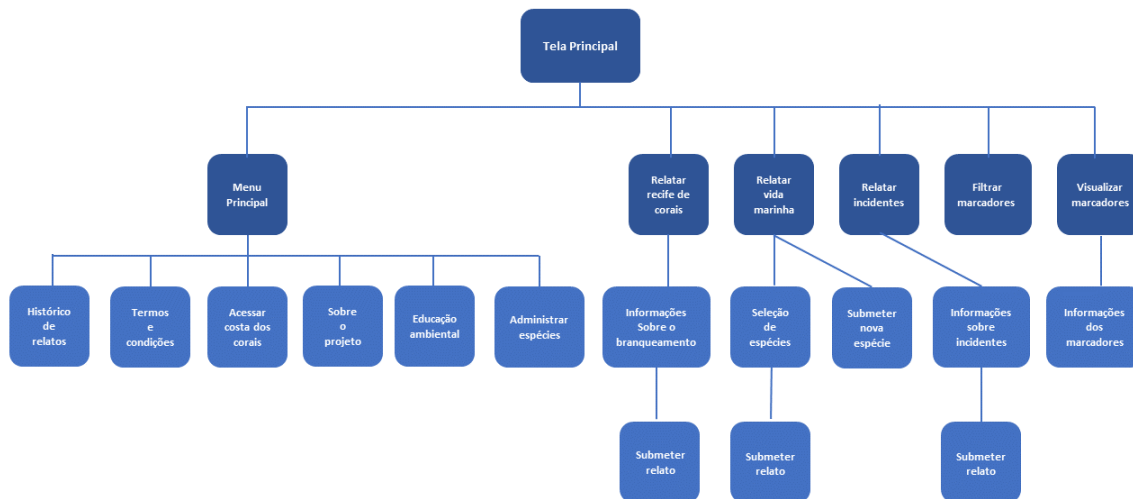 Tela Principal
Menu
Principal
Relatar
recife de
corais
Relatar
vida
marinha
Relatar
incidentes
Filtrar
marcadores
Visualizar
marcadores
Histórico
de
relatos
Termos
e
condições
Acessar
costa dos
corais
Sobre
o
projeto
Educação
ambiental
Administrar
espécies
Informações
Sobre o
branqueamento
Seleção
de
espécies
Submeter
nova
espécie
Informações
sobre
incidentes
Informações
dos
marcadores
Submeter
relato
Submeter
relato
Submeter
relato